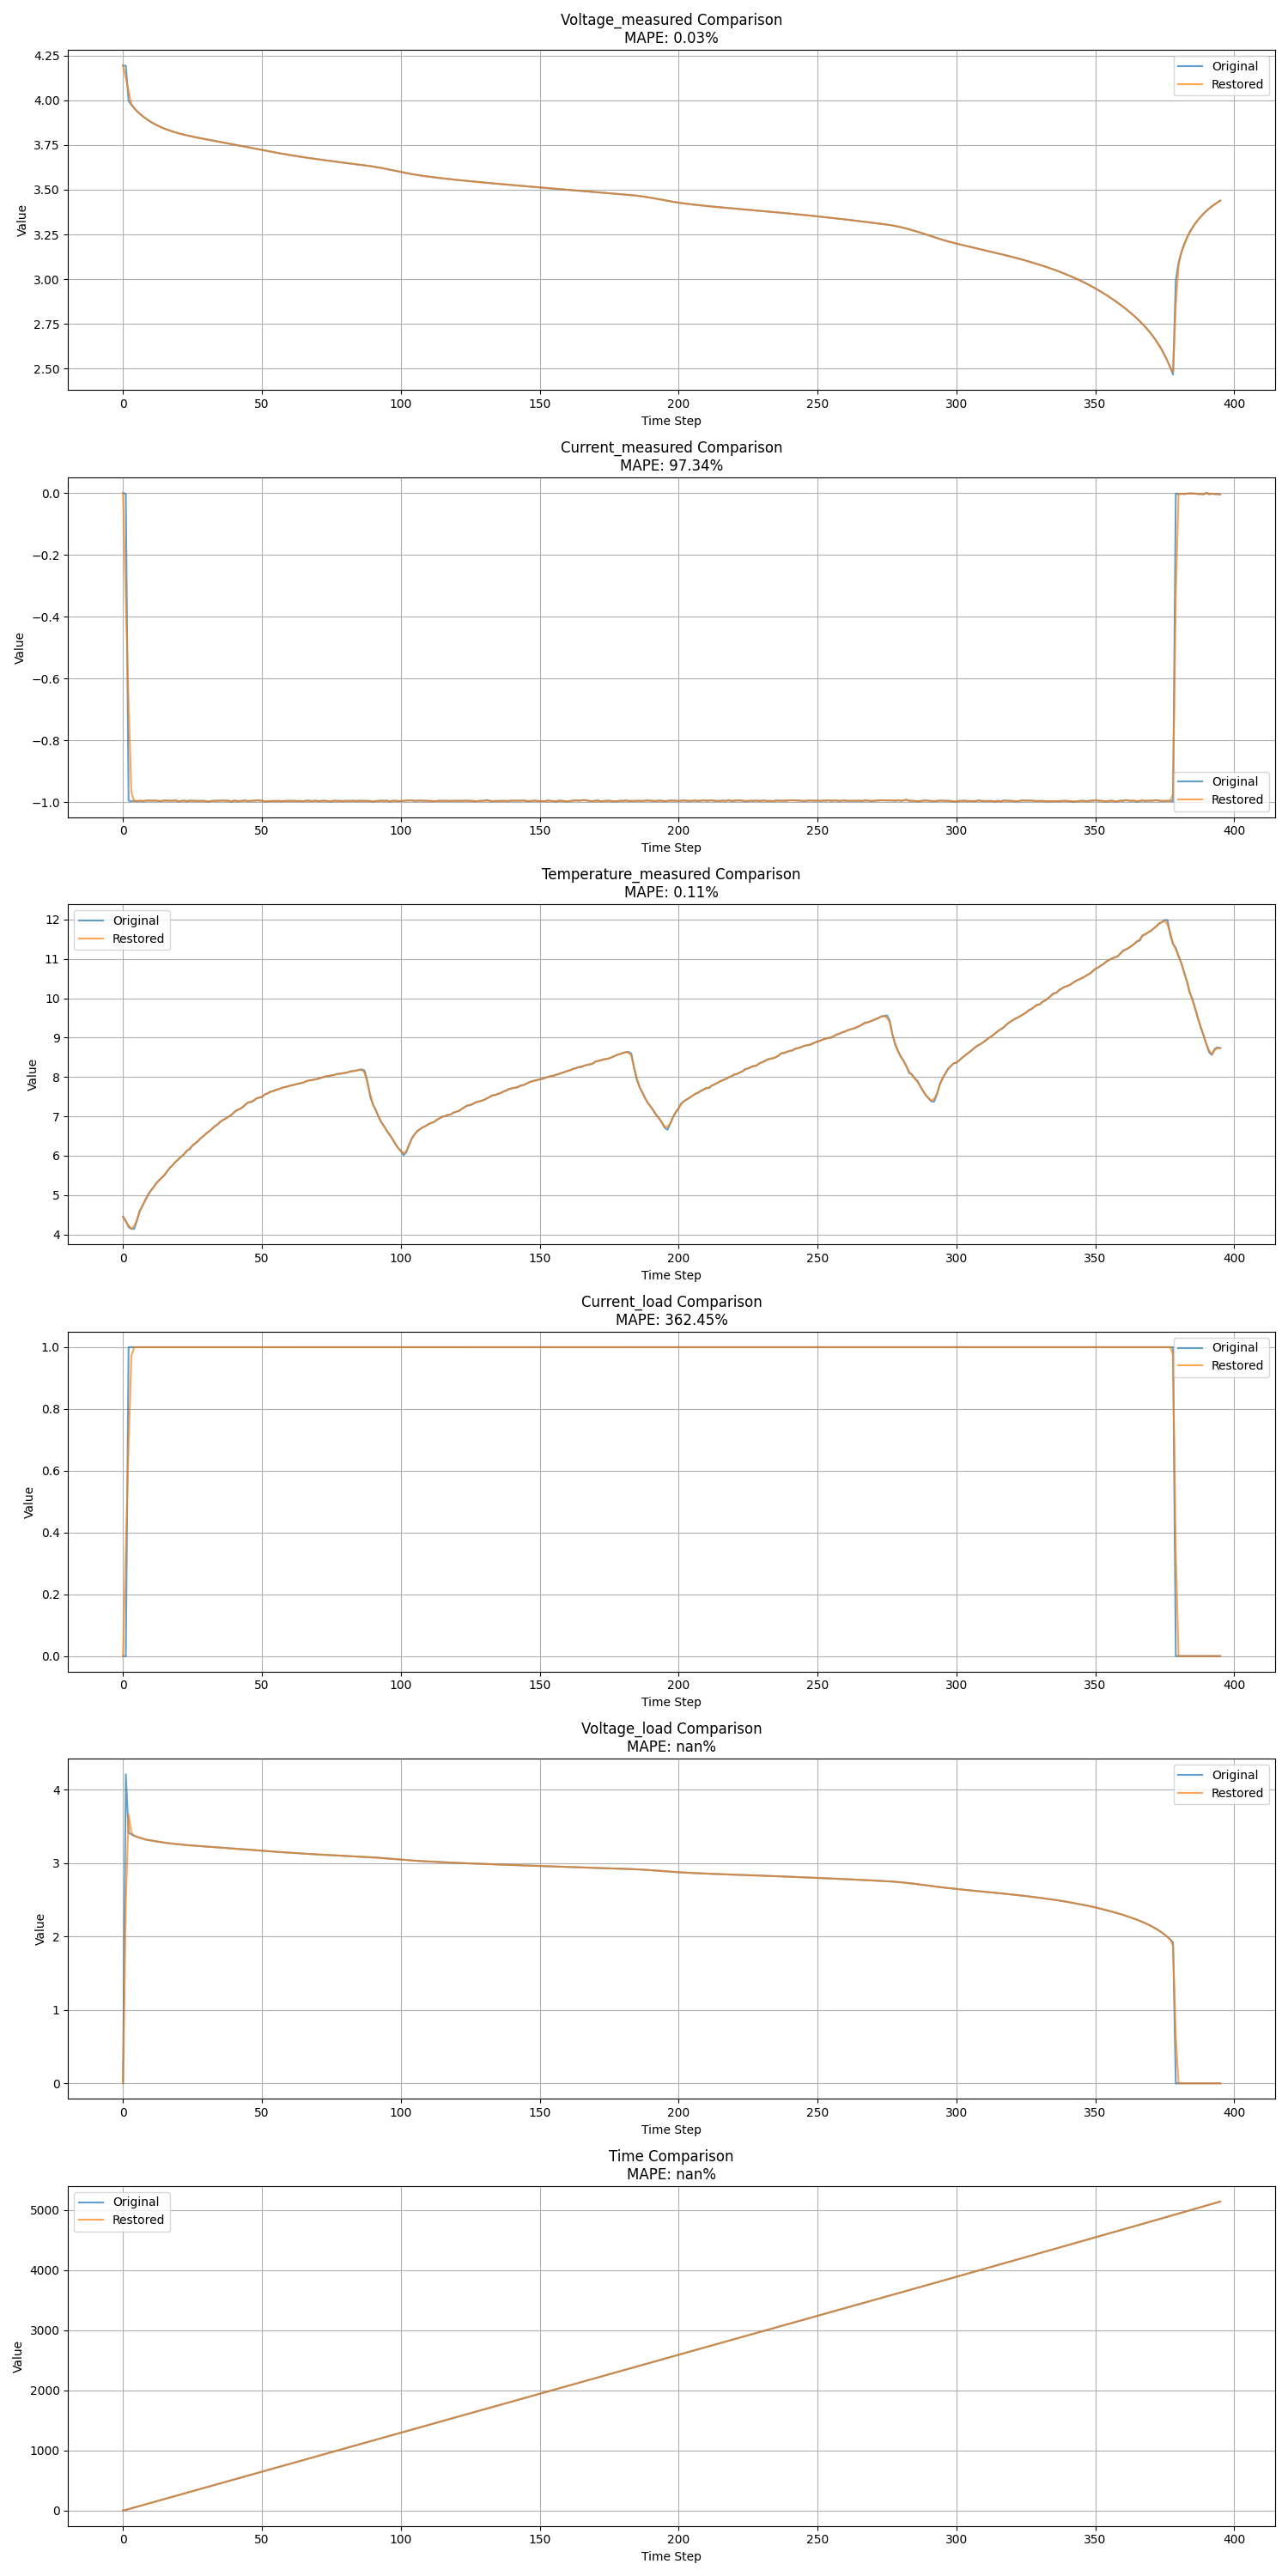 Voltage_measured Comparison
MAPE: 0.03%
4.25
4.00
3.75
3.50
3.25
3.00
2.75
2.50
Value
Original
Restored
0 50 100 150 200 250 300 350 400
Time Step
Current_measured Comparison
MAPE: 97.34%
0.0
−0.2
−0.4
−0.6
−0.8
−1.0
Value
Original
Restored
0 50 100 150 200 250 300 350 400
Time Step
Temperature_measured Comparison
MAPE: 0.11%
12
11
10
9
8
7
6
5
4
Value
Original
Restored
0 50 100 150 200 250 300 350 400
Time Step
Current_load Comparison
MAPE: 362.45%
1.0
0.8
0.6
0.4
0.2
0.0
Value
Original
Restored
0 50 100 150 200 250 300 350 400
Time Step
Voltage_load Comparison
MAPE: nan%
4
3
2
1
0
Value
Original
Restored
0 50 100 150 200 250 300 350 400
Time Step
Time Comparison
MAPE: nan%
5000
4000
3000
2000
1000
0
Value
Original
Restored
0 50 100 150 200 250 300 350 400
Time Step